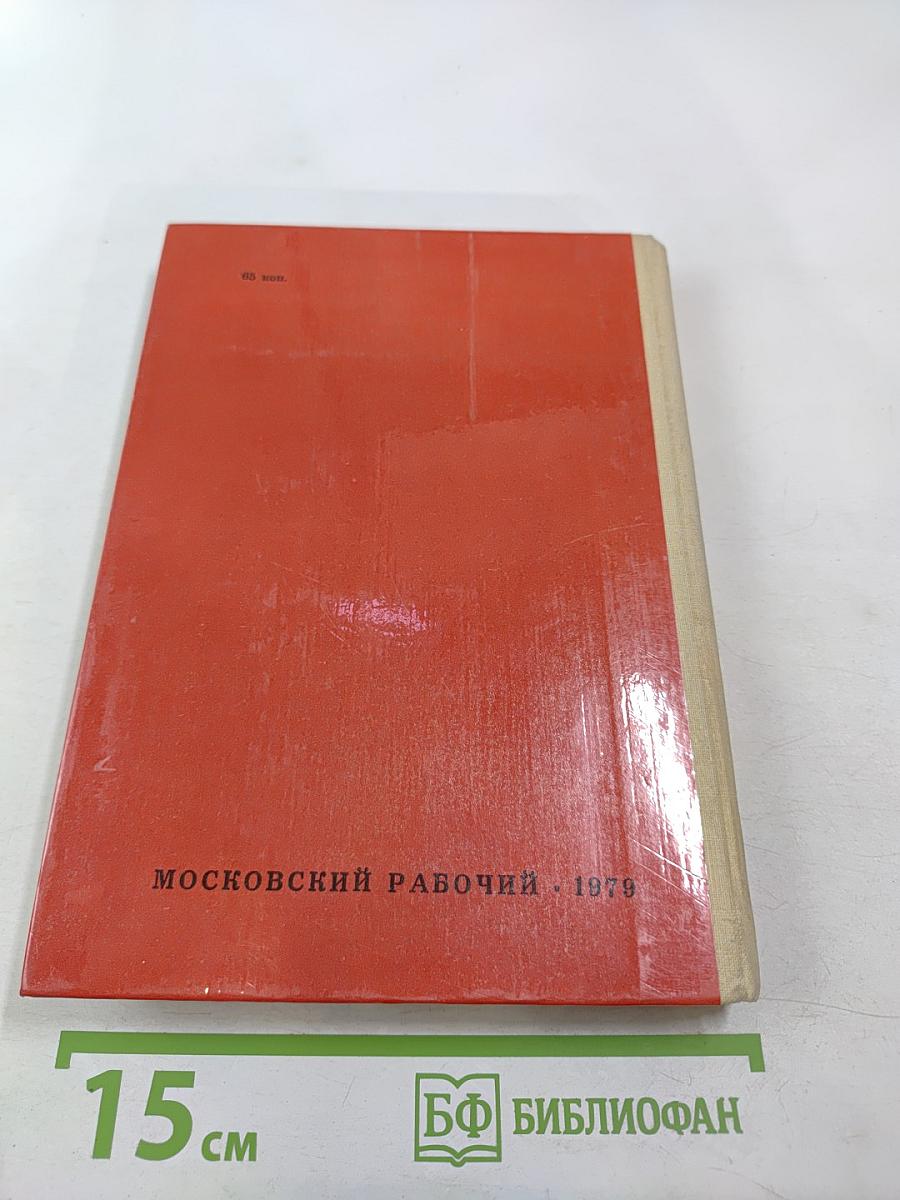 65 коп.
МОСКОВСКИЙ РАБОЧИЙ · 1979
15 см
БФ БИБЛИОФАН